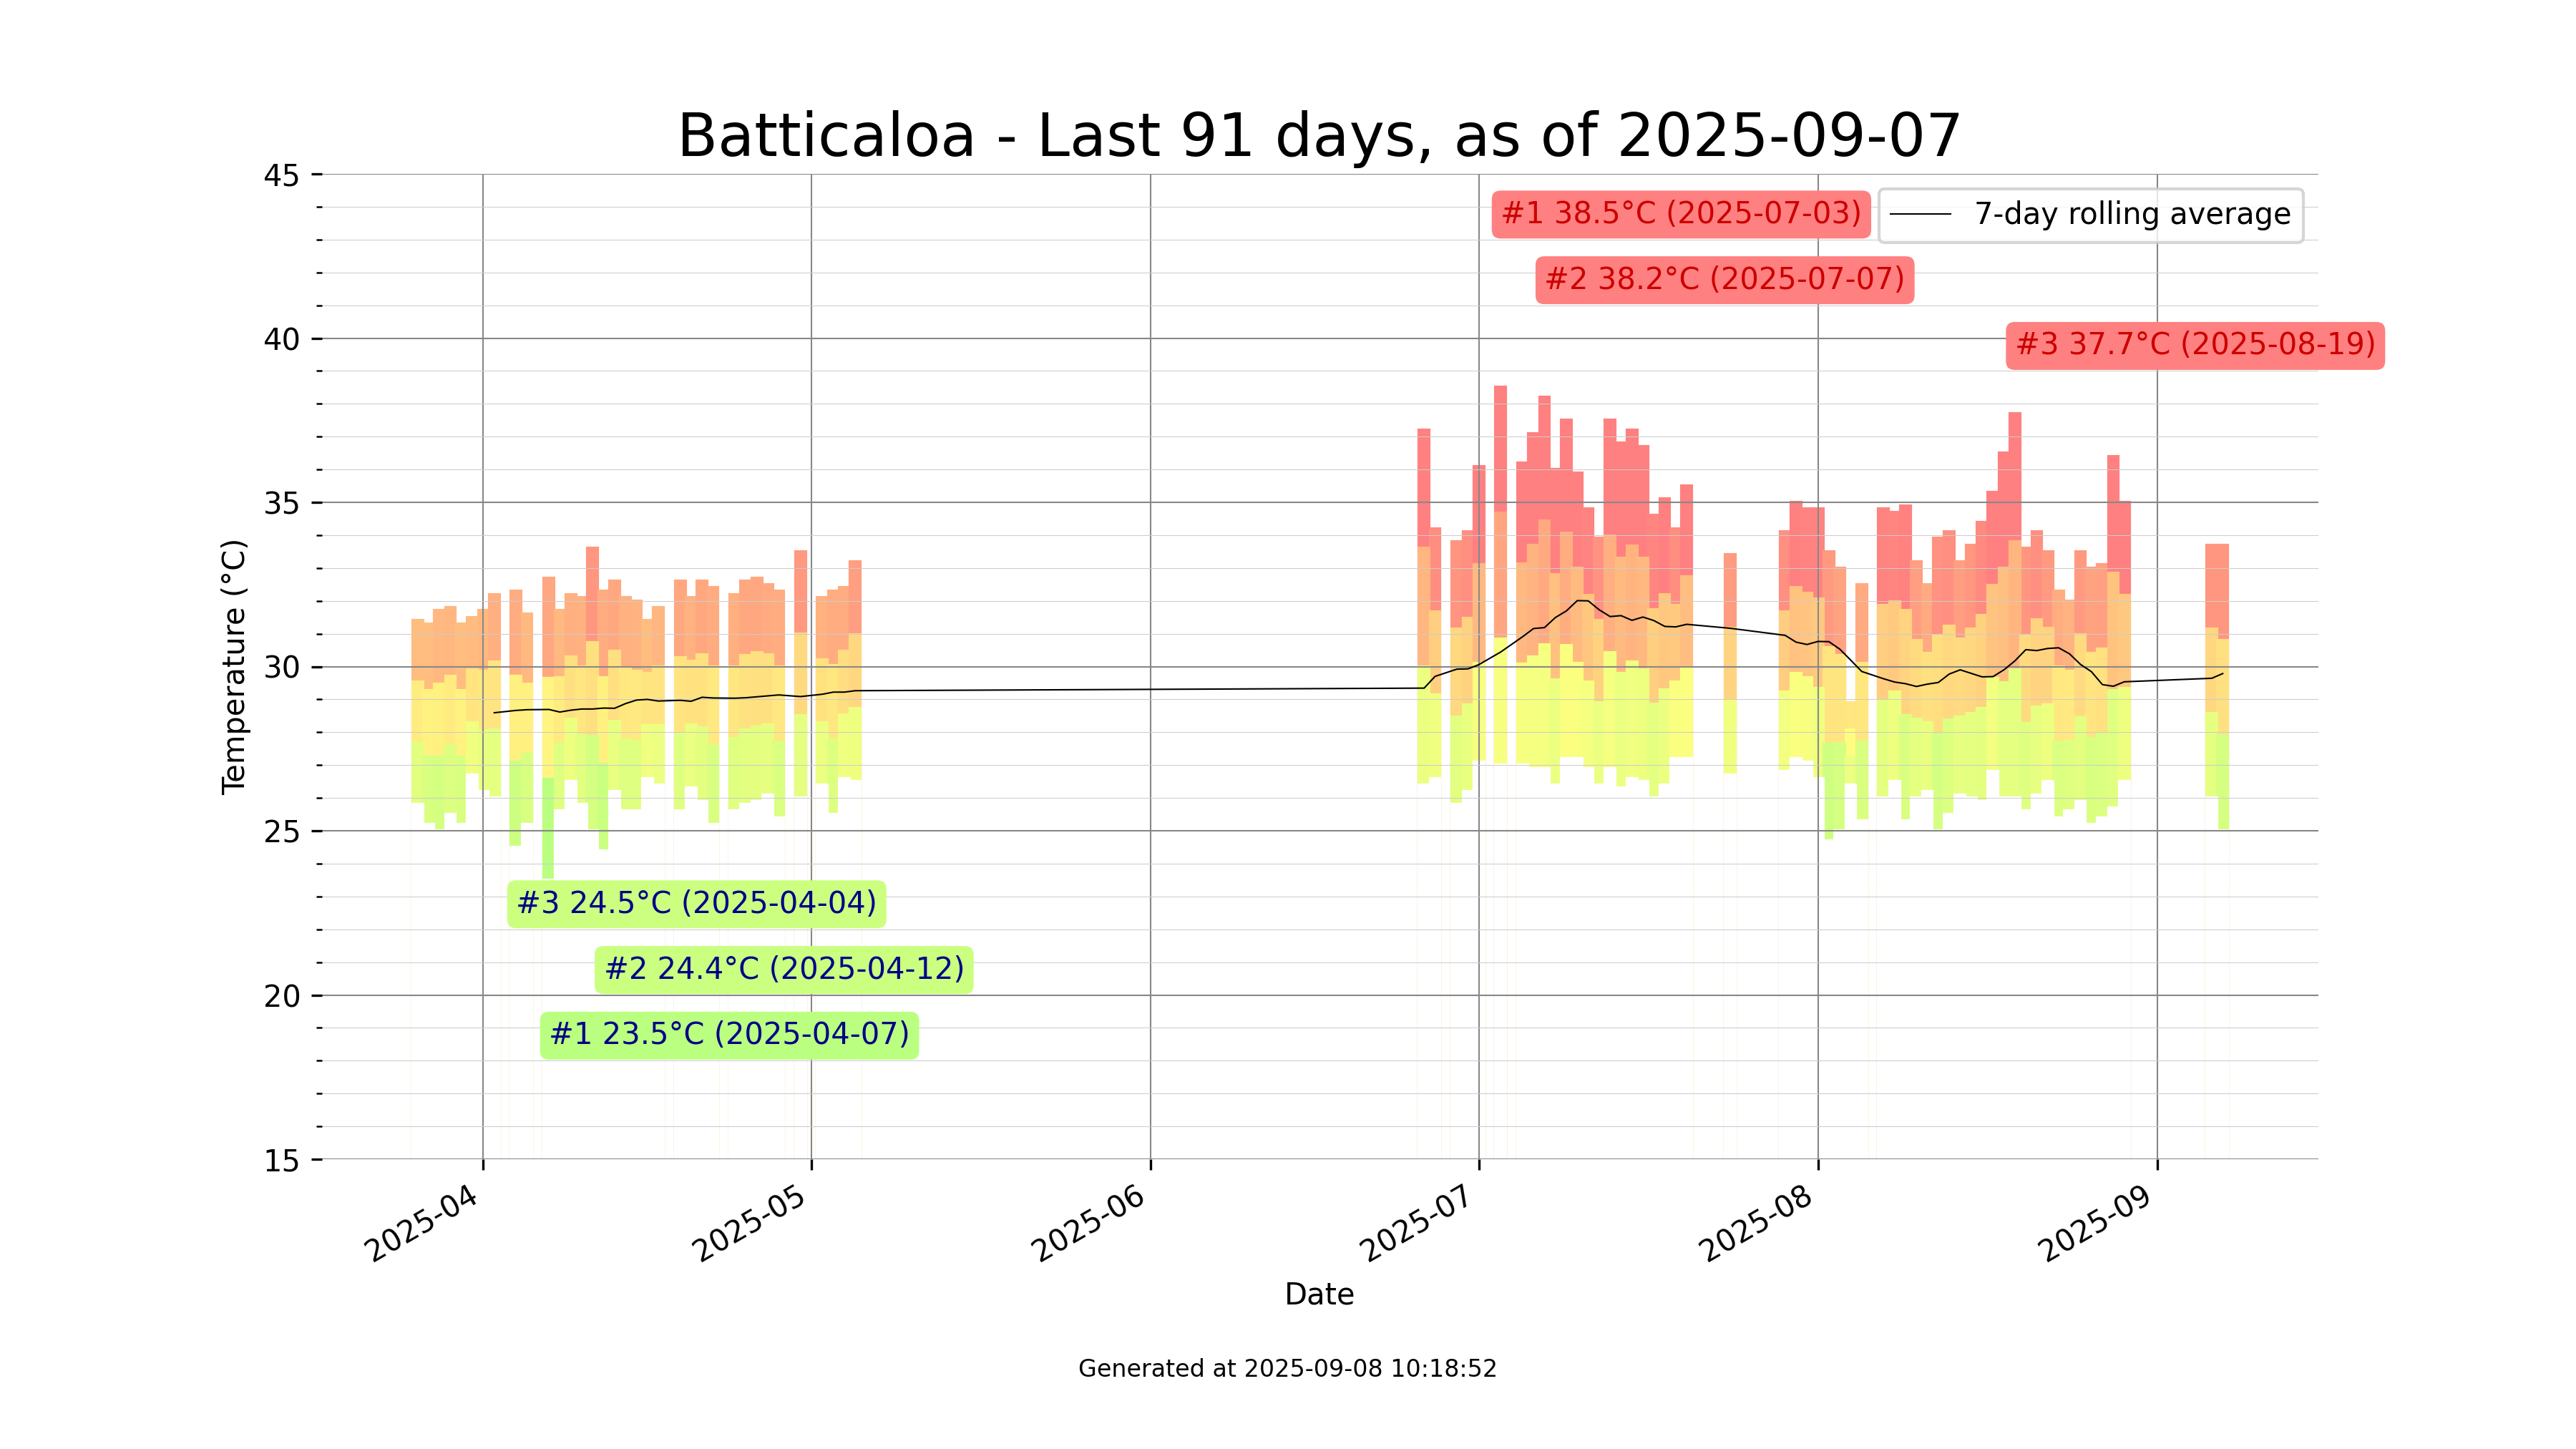 Batticaloa - Last 91 days, as of 2025-09-07
45
40
35
30
25
20
15
Temperature (°C)
#1 38.5°C (2025-07-03)
7-day rolling average
#2 38.2°C (2025-07-07)
#3 37.7°C (2025-08-19)
#3 24.5°C (2025-04-04)
#2 24.4°C (2025-04-12)
#1 23.5°C (2025-04-07)
2025-04
2025-05
2025-06
2025-07
2025-08
2025-09
Date
Generated at 2025-09-08 10:18:52